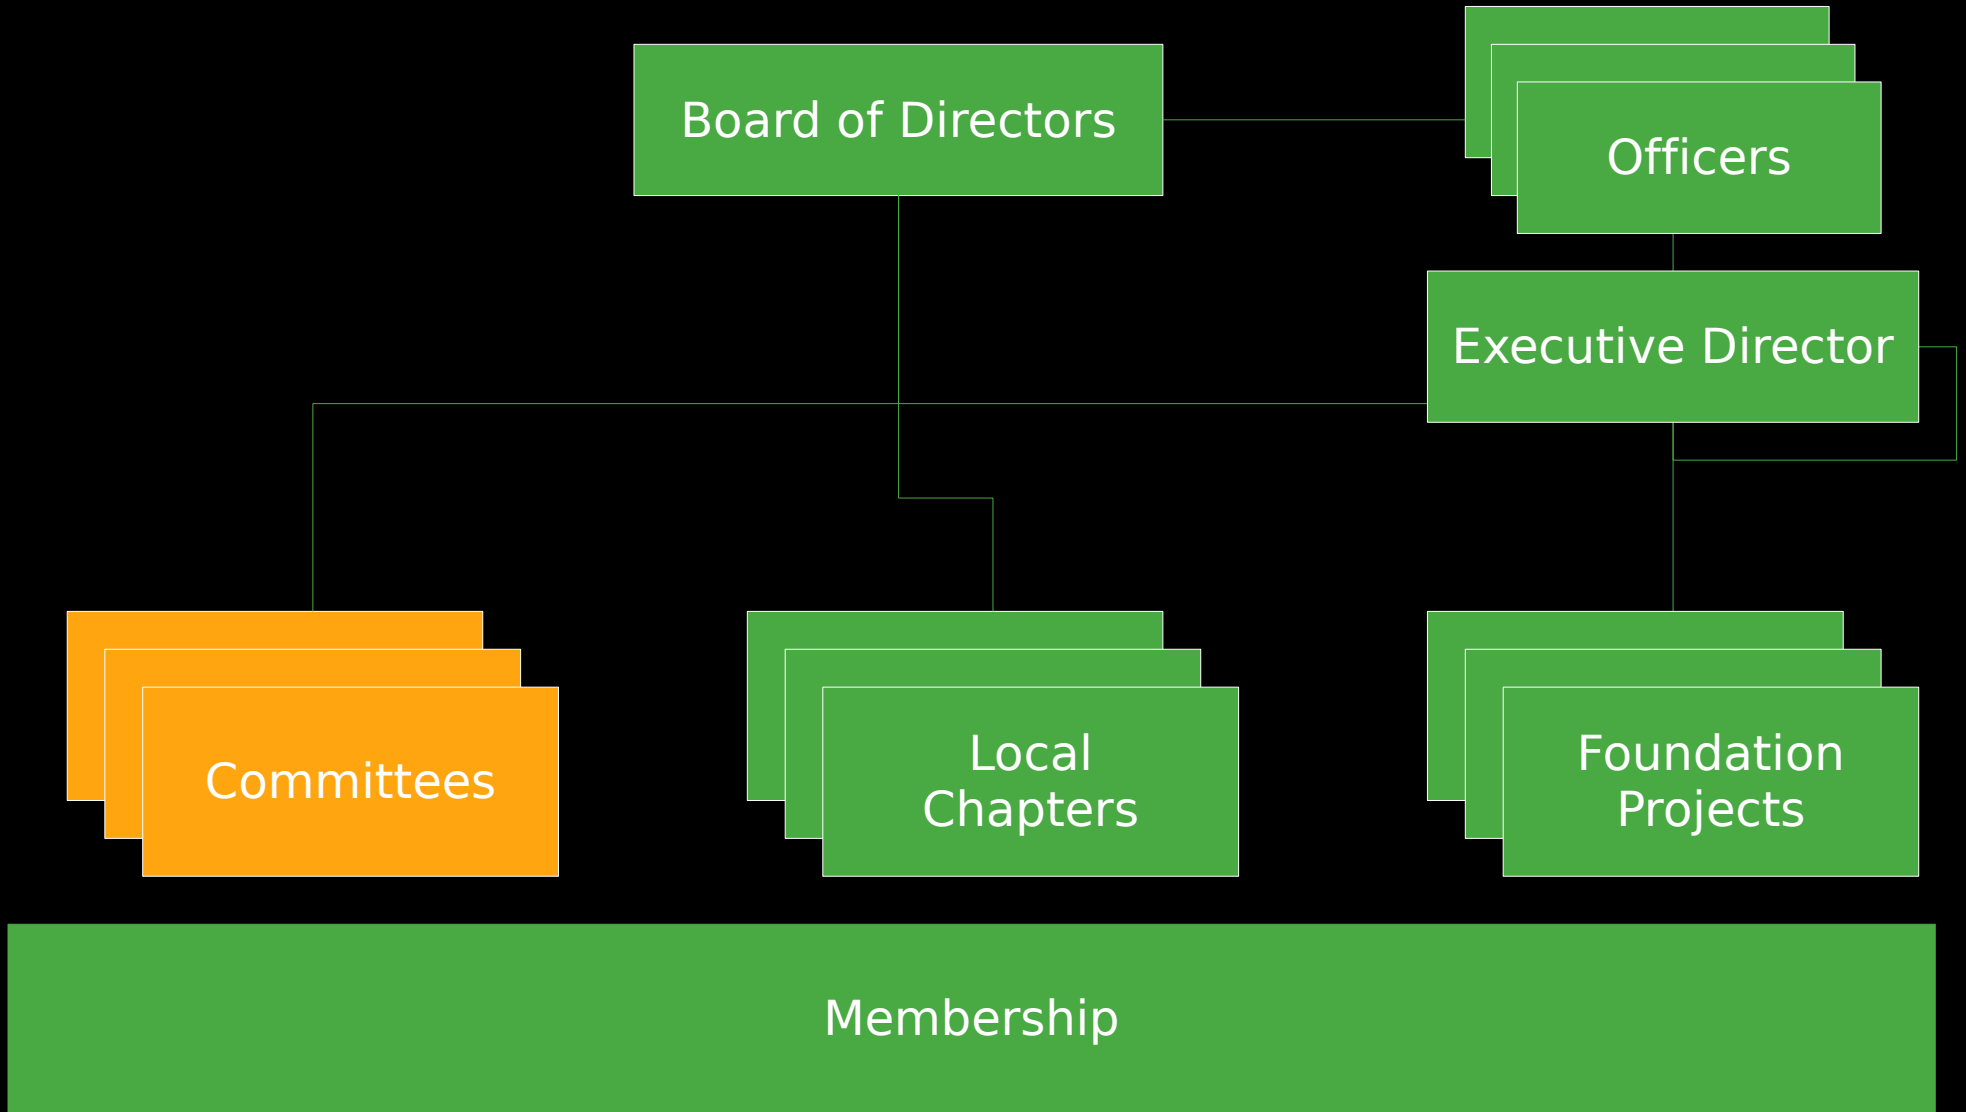 Board of Directors
Officers
Executive Director
Committees
Local
Chapters
Foundation
Projects
Membership